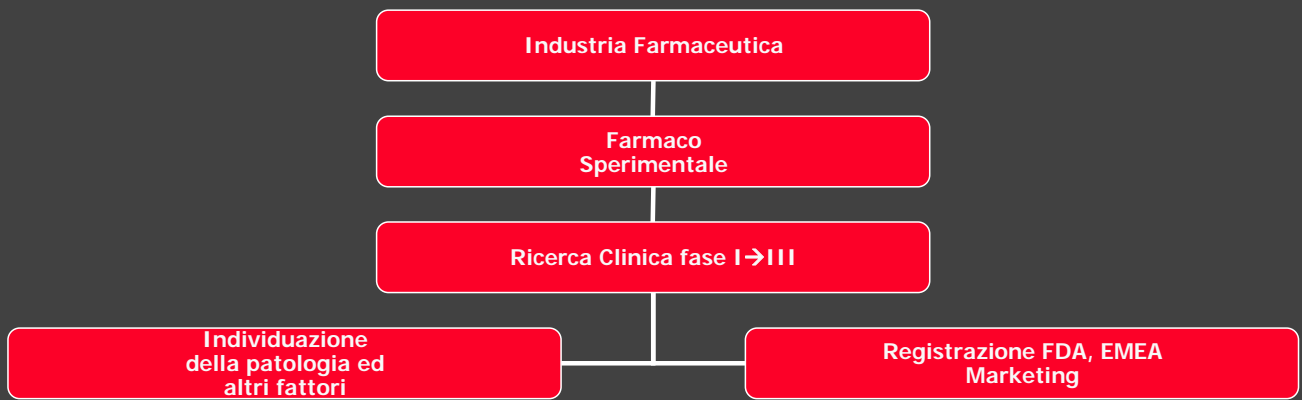 Industria Farmaceutica
Farmaco
Sperimentale
Ricerca Clinica fase I→III
Individuazione
della patologia ed
altri fattori
Registrazione FDA, EMEA
Marketing